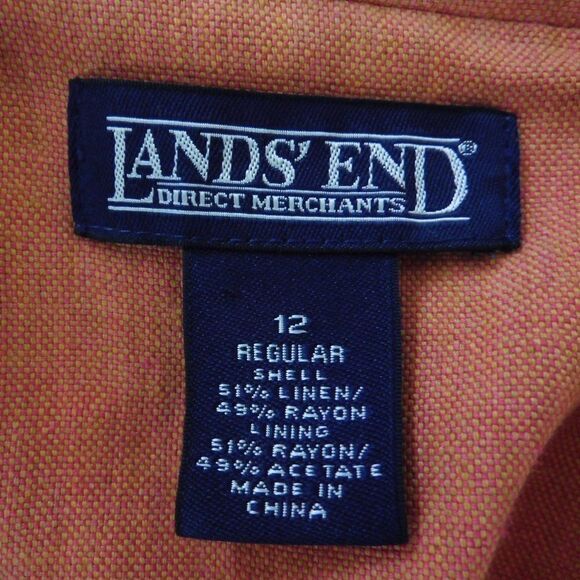 LANDS' END®
DIRECT MERCHANTS
12
REGULAR
SHELL
51% LINEN/
49% RAYON
LINING
51% RAYON/
49% ACETATE
MADE IN
CHINA